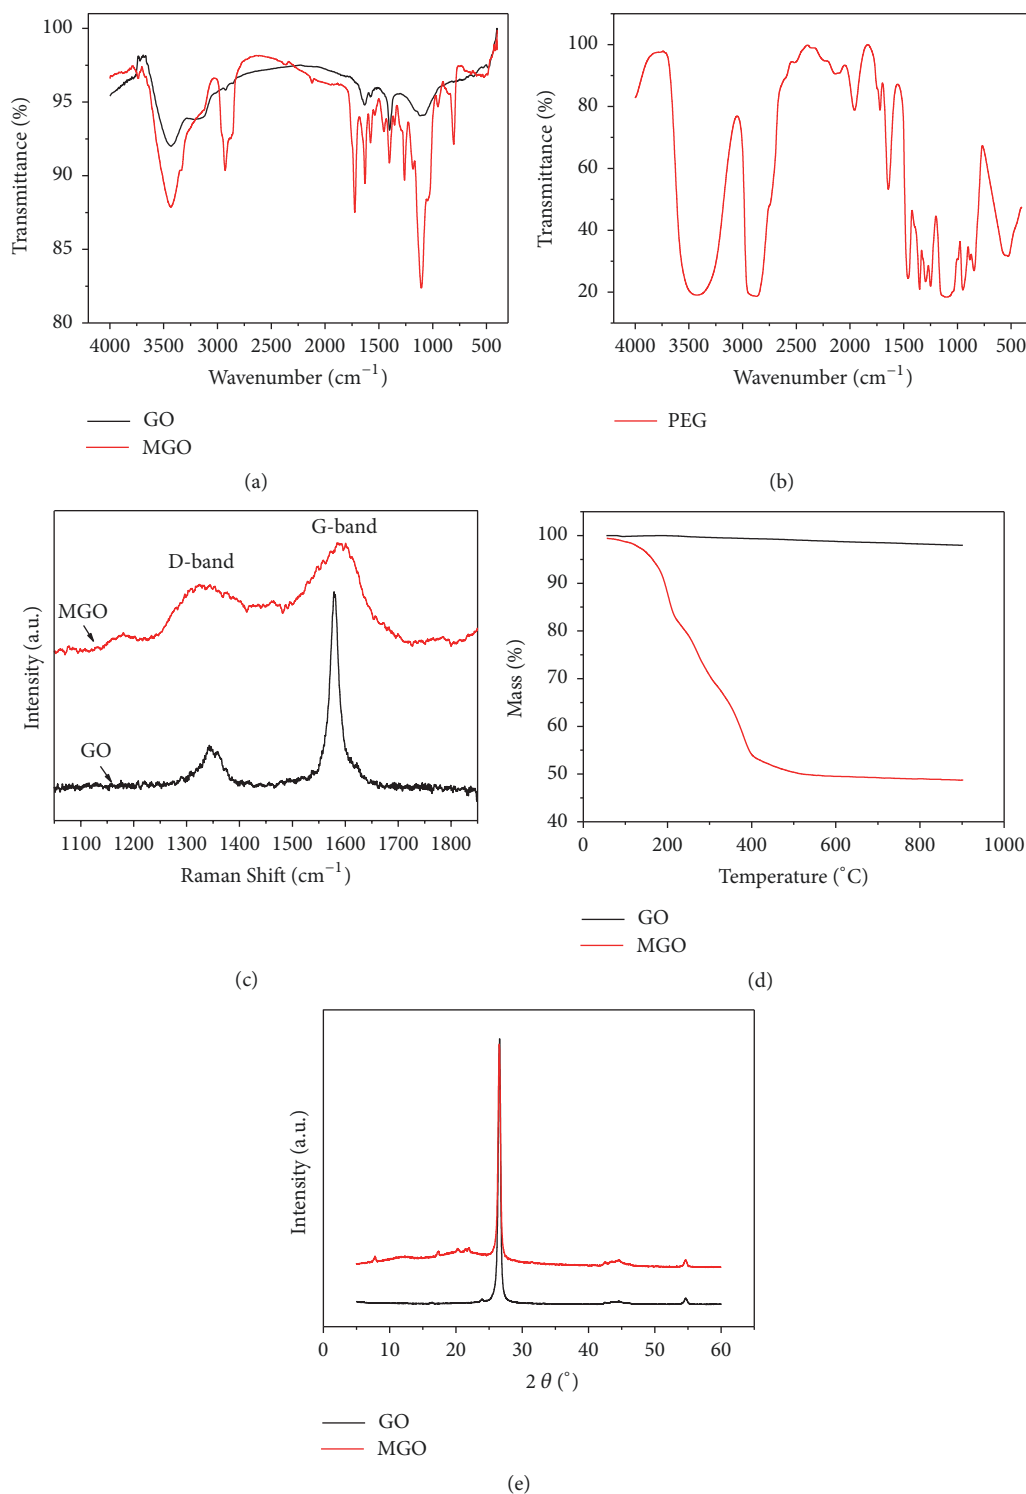 100
95
90
85
80
Transmittance (%)
4000 3500 3000 2500 2000 1500 1000 500
Wavenumber (cm⁻¹)
GO
MGO
(a)
100
80
60
40
20
Transmittance (%)
4000 3500 3000 2500 2000 1500 1000 500
Wavenumber (cm⁻¹)
PEG
(b)
G-band
D-band
MGO
GO
Intensity (a.u.)
1100 1200 1300 1400 1500 1600 1700 1800
Raman Shift (cm⁻¹)
(c)
100
90
80
70
60
50
40
Mass (%)
0 200 400 600 800 1000
Temperature (°C)
GO
MGO
(d)
Intensity (a.u.)
0 10 20 30 40 50 60
2 θ (°)
GO
MGO
(e)